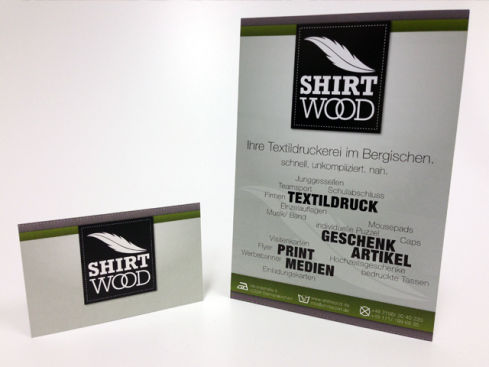 SHIRT
WOOD
SHIRT
WOOD
Ihre Textildruckerei im Bergischen.
schnell. unkompliziert. nah.
Junggesellen
Teamsport Schulabschluss
Firmen TEXTILDRUCK
Einzelauflagen
Musik/ Band Mousepads
individuelle Puzzel
GESCHENK Caps
Visitenkarten ARTIKEL
Flyer PRINT Hochzeitsgeschenke
Werbebanner MEDIEN bedruckte Tassen
Einladungskarten